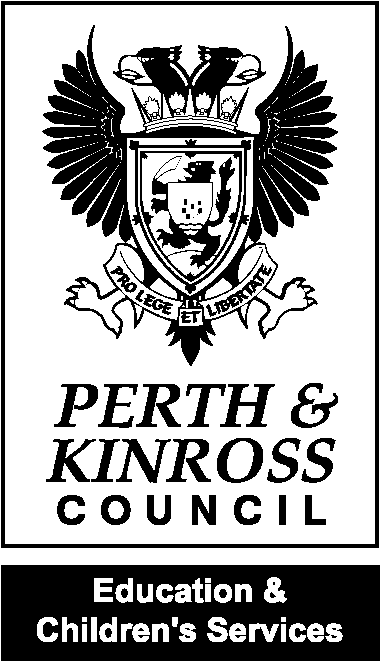 PRO LEGE ET LIBERTATE
PERTH &
KINROSS
COUNCIL
Education &
Children's Services